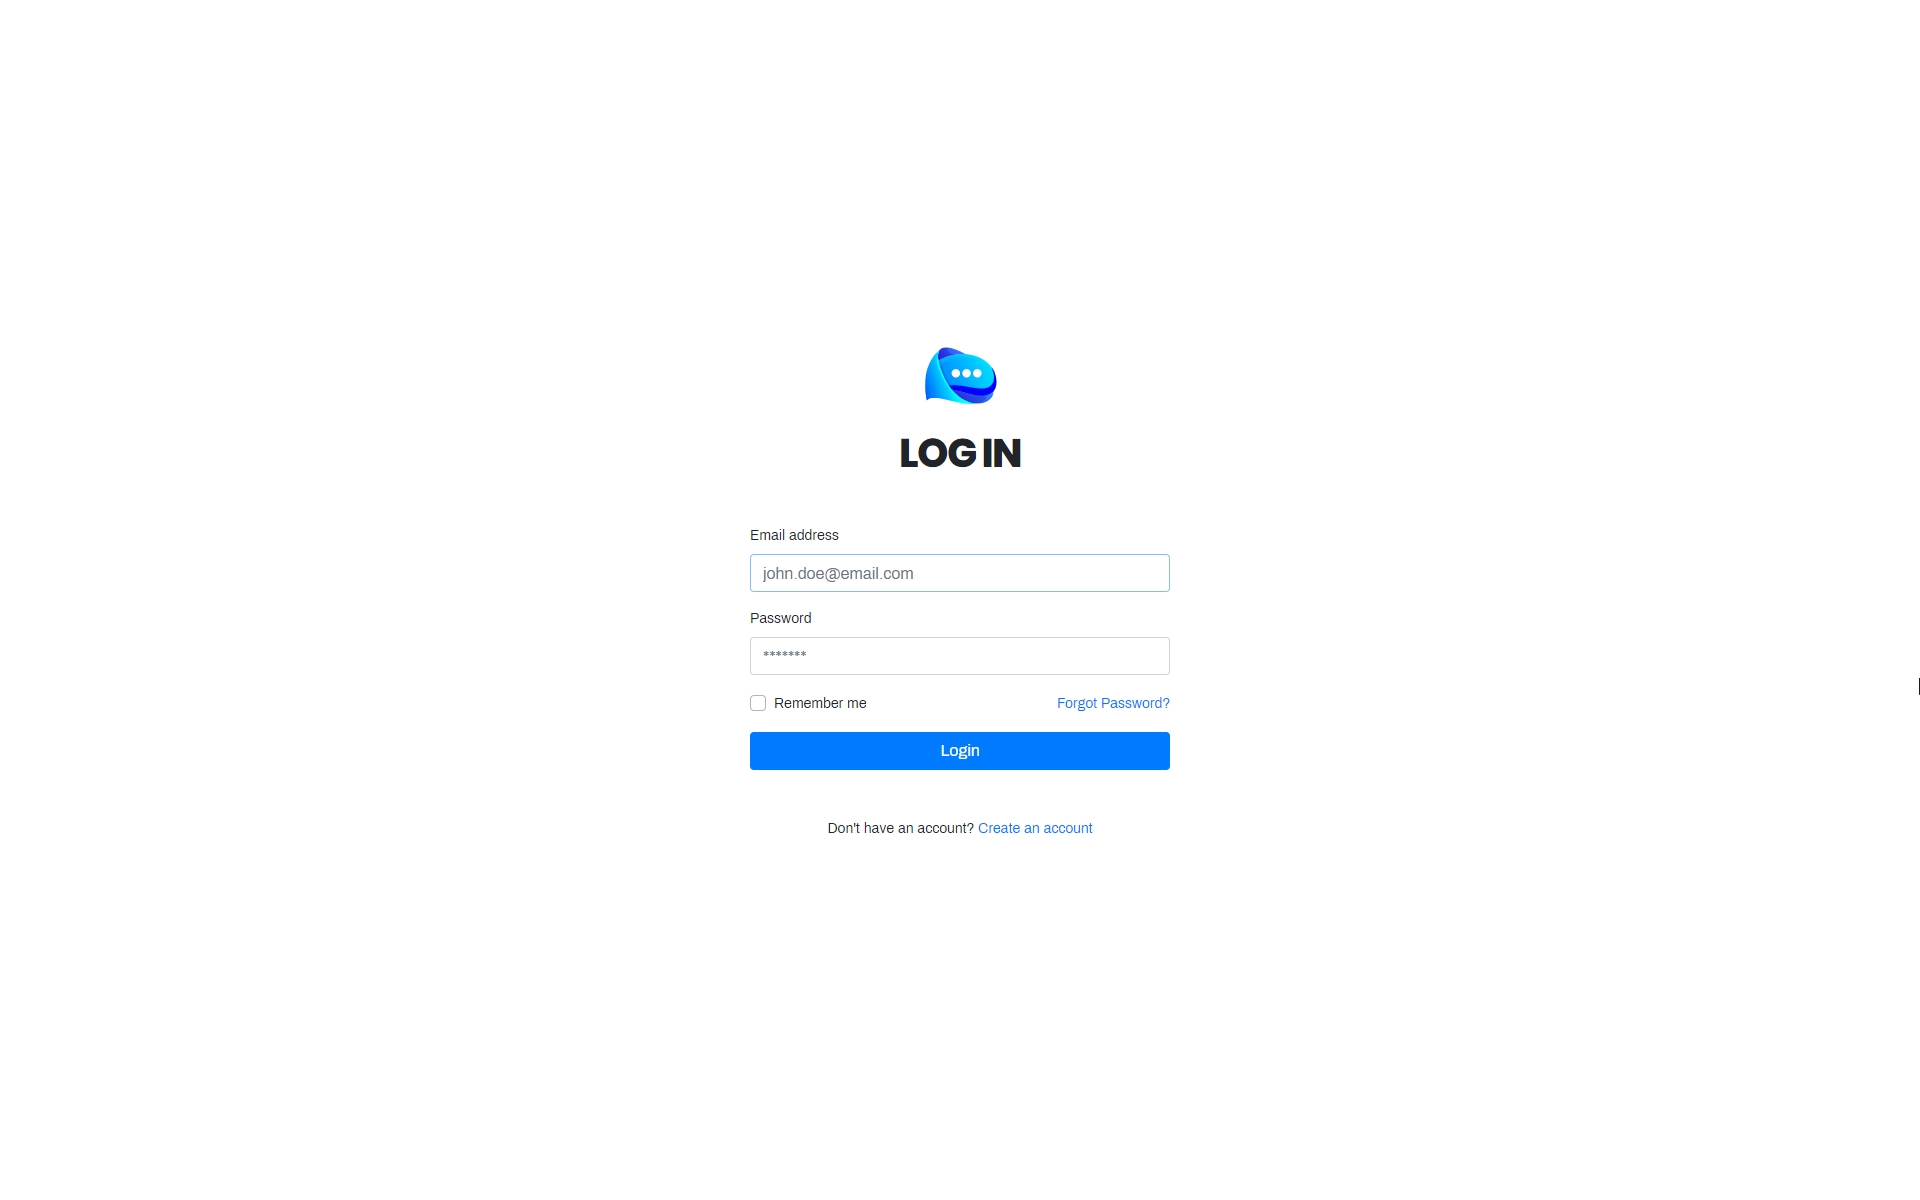 LOG IN
Email address
john.doe@email.com
Password
*******
Remember me
Forgot Password?
Login
Don't have an account? Create an account